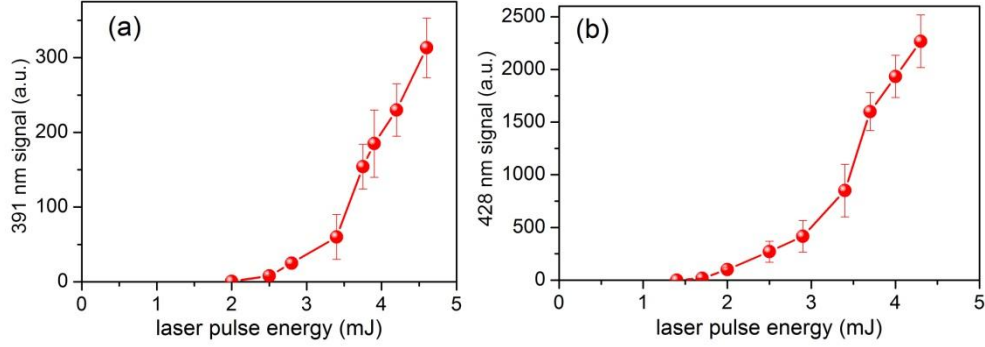 (a)
391 nm signal (a.u.)
300
200
100
0
0 1 2 3 4 5
laser pulse energy (mJ)
(b)
428 nm signal (a.u.)
2500
2000
1500
1000
500
0
0 1 2 3 4 5
laser pulse energy (mJ)